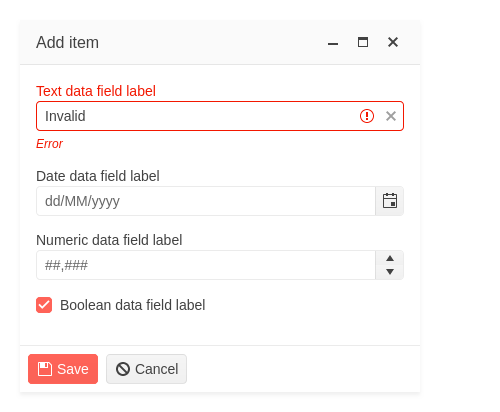 Add item
Text data field label
Invalid
Error
Date data field label
dd/MM/yyyy
Numeric data field label
##,###
Boolean data field label
Save Cancel